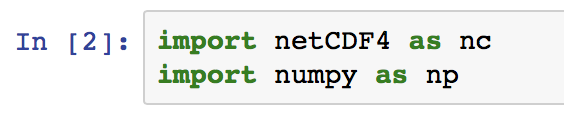 In [2]: import netCDF4 as nc
import numpy as np